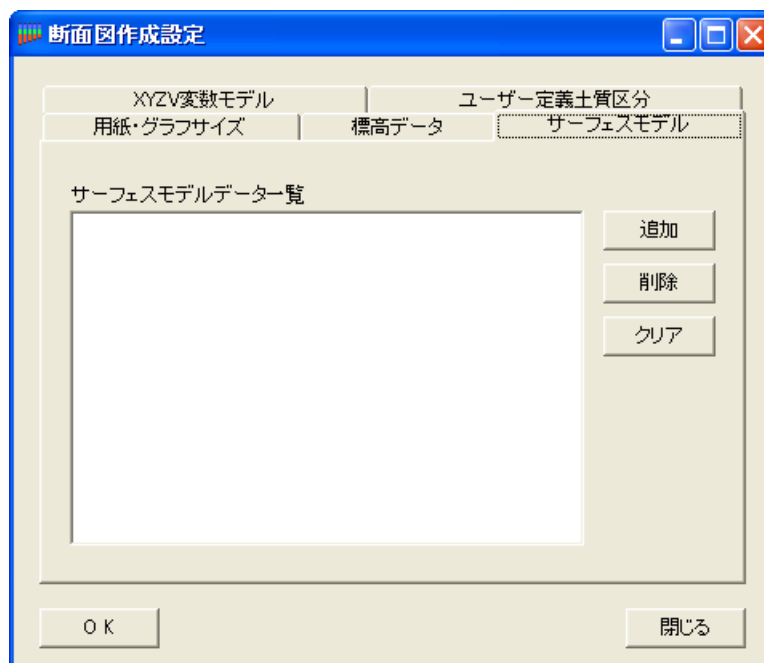 断面図作成設定
XYZV変数モデル
ユーザー定義土質区分
用紙・グラフサイズ
標高データ
サーフェスモデル
サーフェスモデルデータ一覧
追加
削除
クリア
OK
閉じる